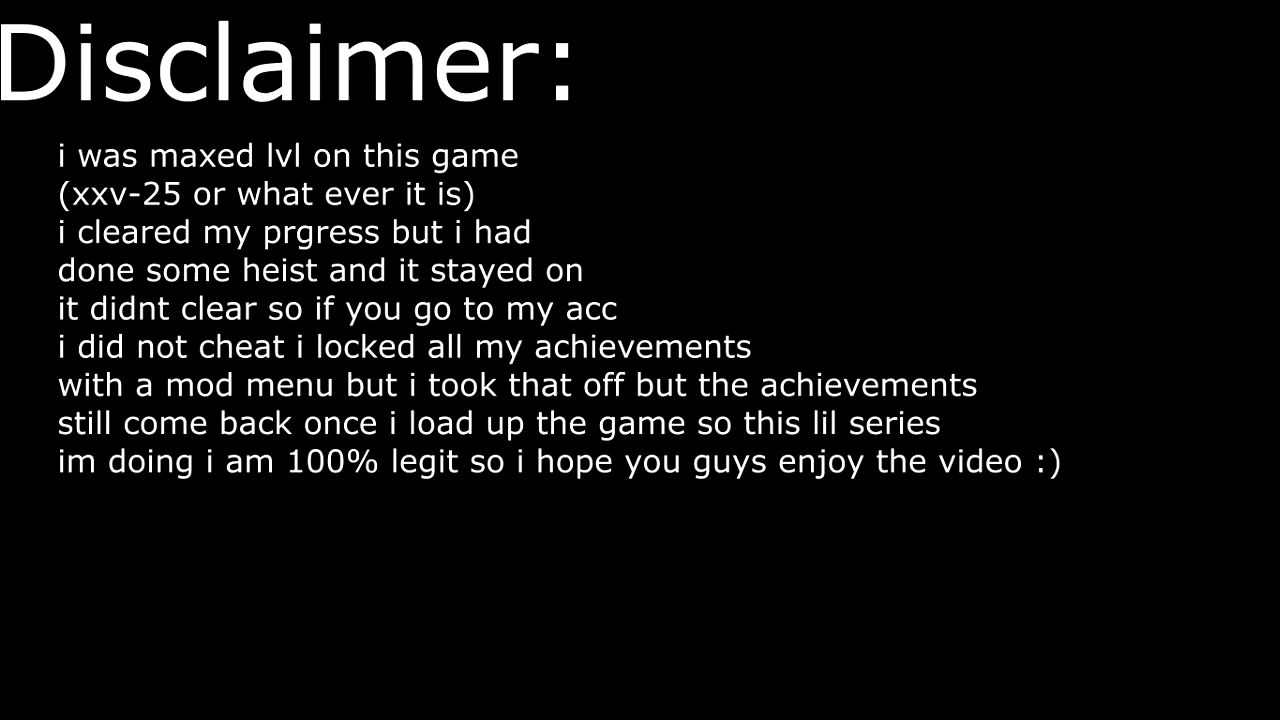 Disclaimer:
i was maxed lvl on this game
(xxv-25 or what ever it is)
i cleared my prgress but i had
done some heist and it stayed on
it didnt clear so if you go to my acc
i did not cheat i locked all my achievements
with a mod menu but i took that off but the achievements
still come back once i load up the game so this lil series
im doing i am 100% legit so i hope you guys enjoy the video :)